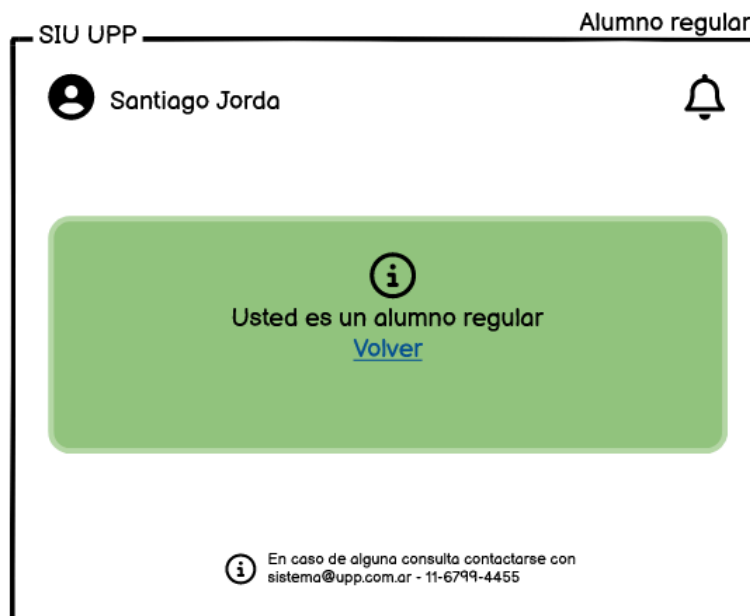 SIU UPP
Alumno regular
Santiago Jorda
Usted es un alumno regular
Volver
En caso de alguna consulta contactarse con
sistema@upp.com.ar - 11-6799-4455